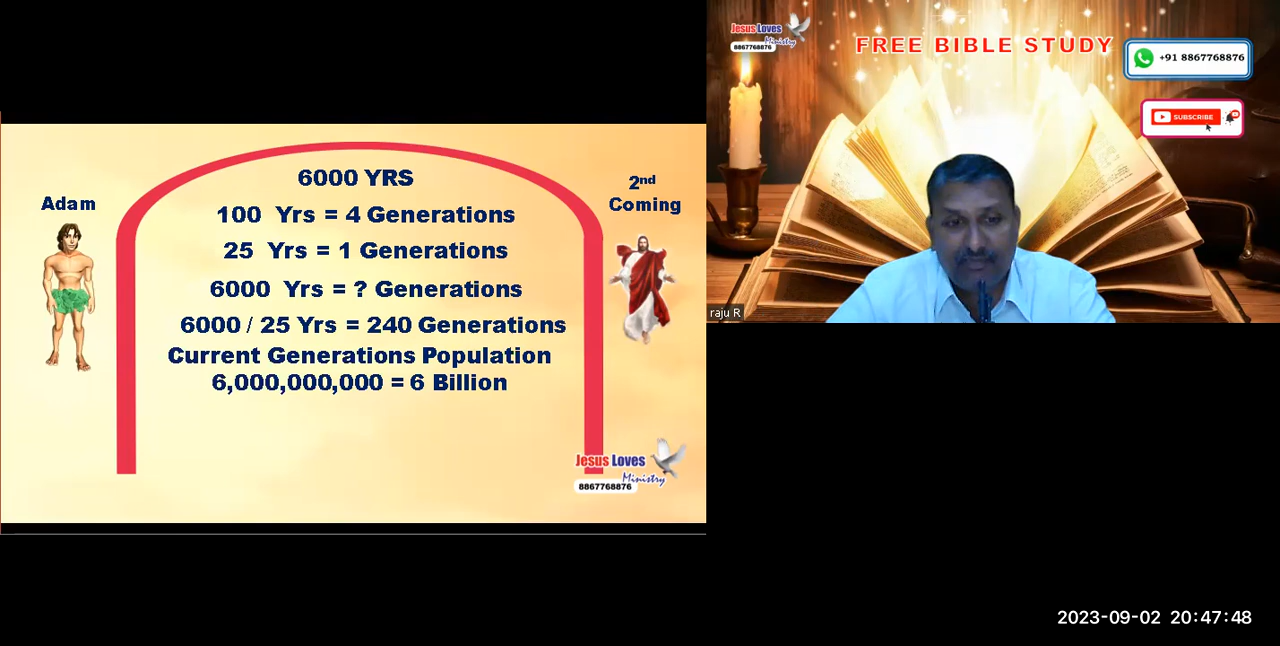 Adam
6000 YRS
100 Yrs = 4 Generations
25 Yrs = 1 Generations
6000 Yrs = ? Generations
6000 / 25 Yrs = 240 Generations
Current Generations Population
6,000,000,000 = 6 Billion
2nd
Coming
Jesus Loves
Ministry
8867768876
Jesus Loves
Ministry
8867768876
FREE BIBLE STUDY
+91 8867768876
SUBSCRIBE
raju R
2023-09-02 20:47:48